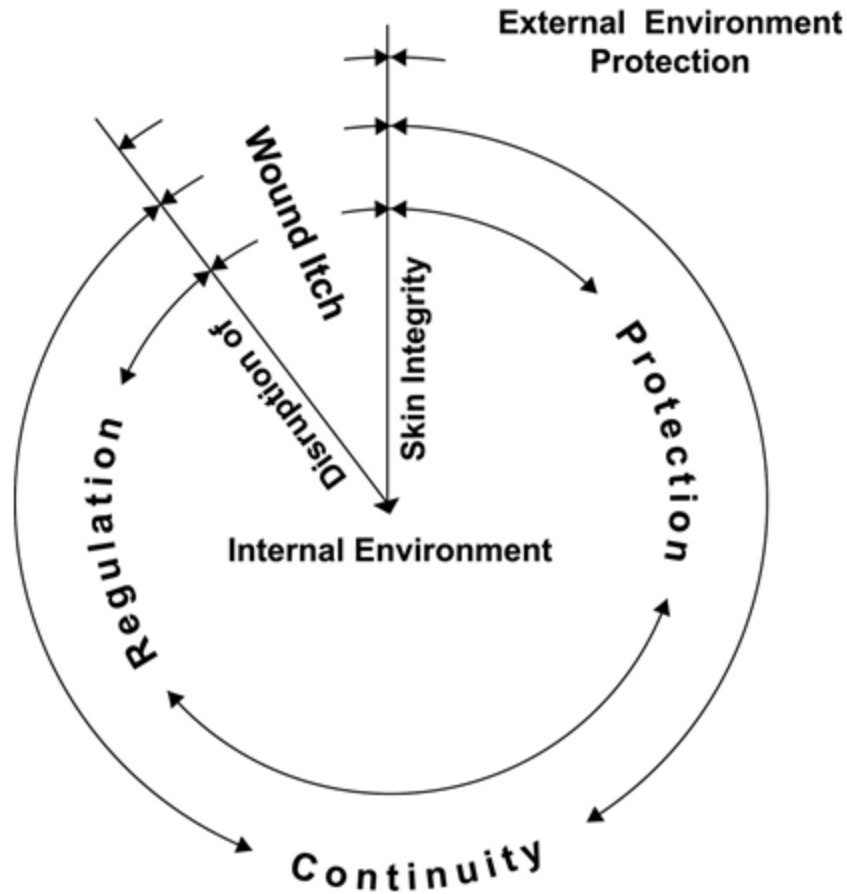 External Environment
Protection
Wound Itch
Disruption of
Skin Integrity
Protection
Regulation
Internal Environment
Continuity